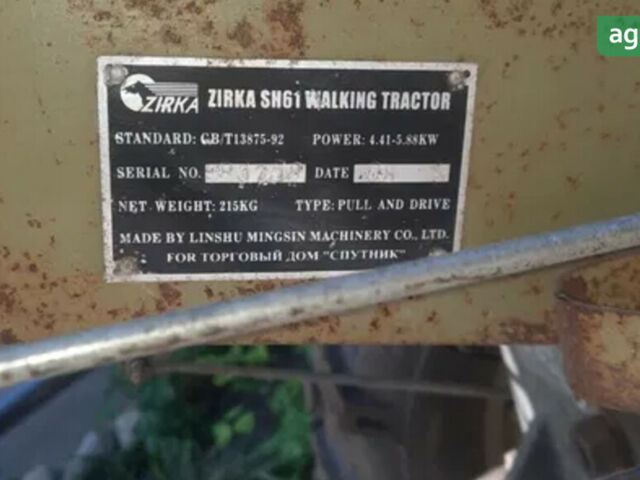 ag
ZIRKA ZIRKA SH61 WALKING TRACTOR
STANDARD: GB/T13875-92 POWER: 4.41-5.88KW
SERIAL NO. DATE
NET WEIGHT: 215KG TYPE: PULL AND DRIVE
MADE BY LINSHU MINGSIN MACHINERY CO., LTD.
FOR ТОРГОВЫЙ ДОМ "СПУТНИК"